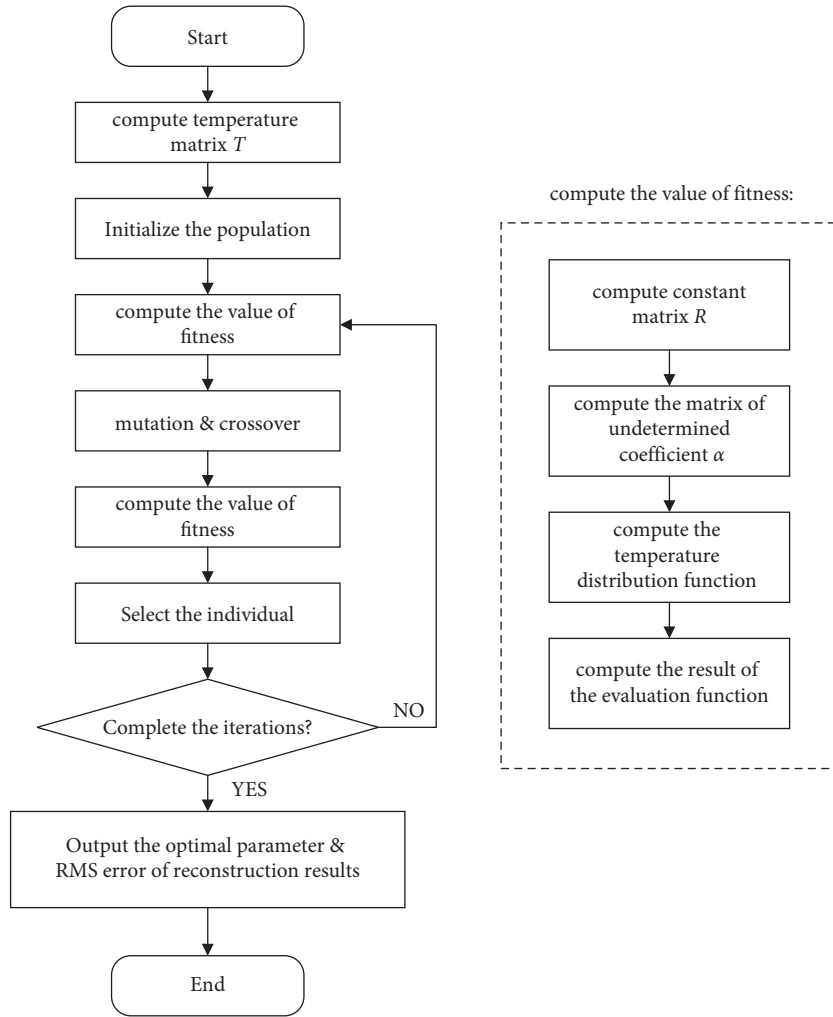 Start
compute temperature
matrix T
Initialize the population
compute the value of
fitness
mutation & crossover
compute the value of
fitness
Select the individual
Complete the iterations?
NO
YES
Output the optimal parameter &
RMS error of reconstruction results
End
compute the value of fitness:
compute constant
matrix R
compute the matrix of
undetermined
coefficient α
compute the
temperature
distribution function
compute the result of
the evaluation function